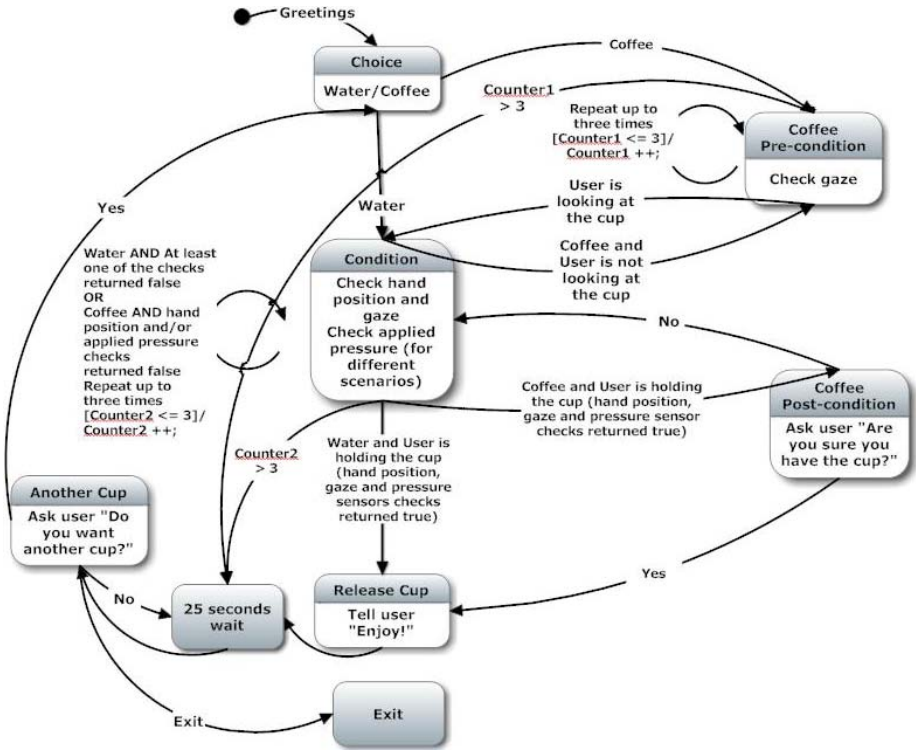 Greetings
Choice
Water/Coffee
Coffee
Counter1
> 3
Repeat up to
three times
[Counter1 <= 3]/
Counter1 ++;
Coffee
Pre-condition
Check gaze
User is
looking at
the cup
Yes
Water
Coffee and
User is not
looking at
the cup
Water AND At least
one of the checks
returned false
OR
Coffee AND hand
position and/or
applied pressure
checks
returned false
Repeat up to
three times
[Counter2 <= 3]/
Counter2 ++;
Condition
Check hand
position and
gaze
Check applied
pressure (for
different
scenarios)
No
Coffee and User is holding
the cup (hand position,
gaze and pressure sensor
checks returned true)
Coffee
Post-condition
Ask user "Are
you sure you
have the cup?"
Counter2
> 3
Water and User is
holding the cup
(hand position,
gaze and pressure
sensors checks
returned true)
Another Cup
Ask user "Do
you want
another cup?"
Yes
No
25 seconds
wait
Release Cup
Tell user
"Enjoy!"
Exit
Exit